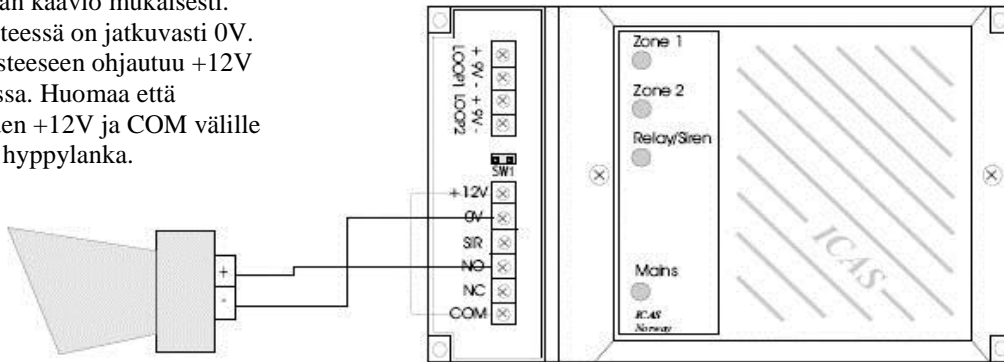 än kaavio mukaisesti.
teessä on jatkuvasti 0V.
steeseen ohjautuu +12V
ssa. Huomaa että
en +12V ja COM välille
hyppylanka.
+ 9V - + 9V -
LOOP1 LOOP2
SW1
+12V
0V
SIR
NO
NC
COM
+
-
Zone 1
Zone 2
Relay/Siren
Mains
ICAS
Norway
ICAS